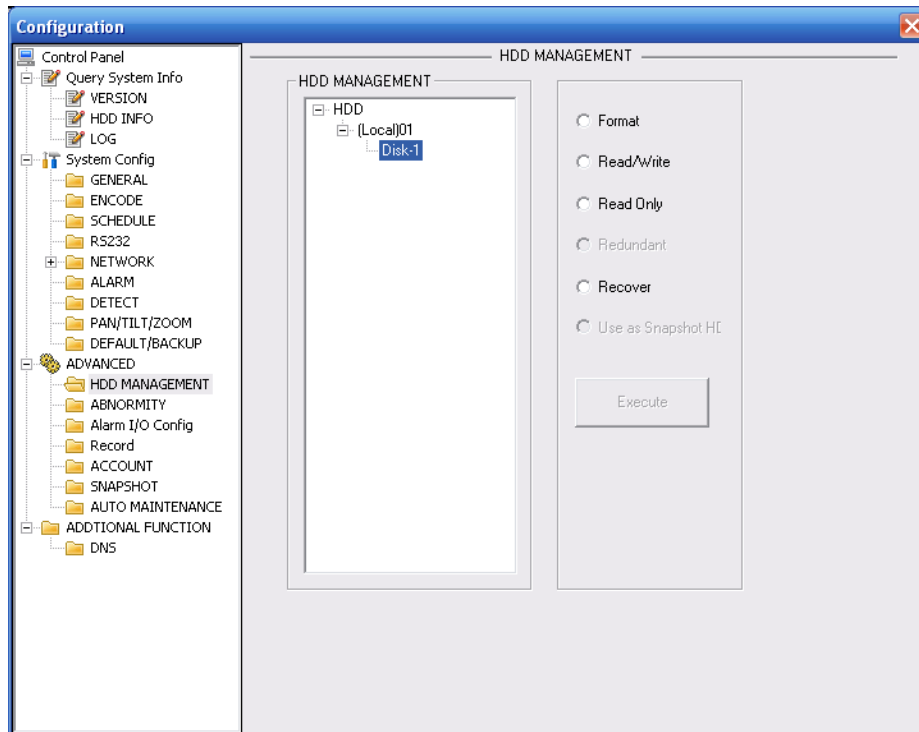 Configuration
Control Panel
Query System Info
VERSION
HDD INFO
LOG
System Config
GENERAL
ENCODE
SCHEDULE
RS232
NETWORK
ALARM
DETECT
PAN/TILT/ZOOM
DEFAULT/BACKUP
ADVANCED
HDD MANAGEMENT
ABNORMITY
Alarm I/O Config
Record
ACCOUNT
SNAPSHOT
AUTO MAINTENANCE
ADDTIONAL FUNCTION
DNS
HDD MANAGEMENT
HDD MANAGEMENT
HDD
(Local)01
Disk-1
Format
Read/Write
Read Only
Redundant
Recover
Use as Snapshot HD
Execute